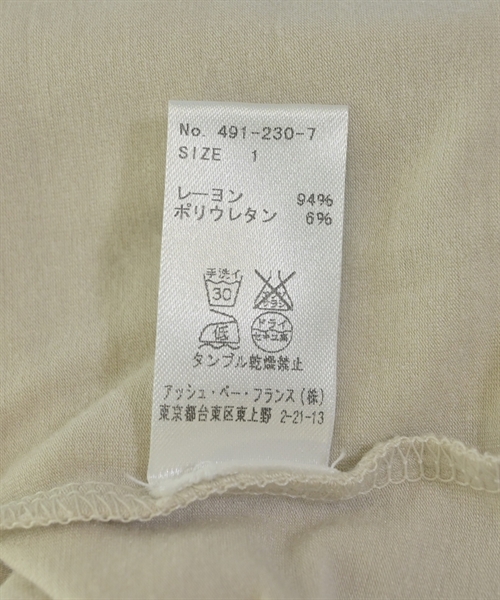 No. 491-230-7
SIZE 1
レーヨン 94%
ポリウレタン 6%
手洗イ
30
低
ドライ
タンブル乾燥禁止
アッシュ・ペー・フランス(株)
東京都台東区東上野 2-21-13